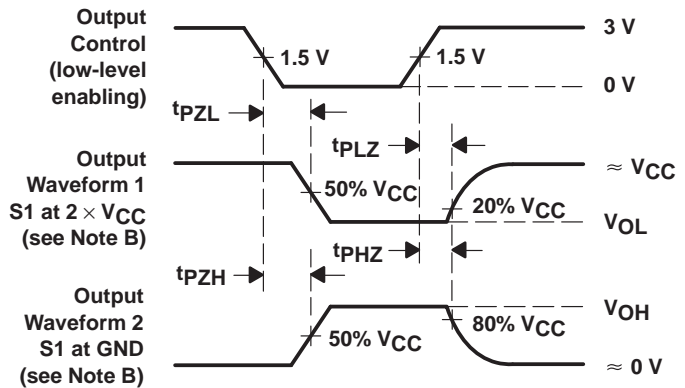 Output
Control
(low-level
enabling)
1.5 V
1.5 V
3 V
0 V
tPZL
tPLZ
Output
Waveform 1
S1 at 2 × VCC
(see Note B)
50% VCC
20% VCC
≈ VCC
VOL
tPZH
tPHZ
Output
Waveform 2
S1 at GND
(see Note B)
50% VCC
80% VCC
VOH
≈ 0 V